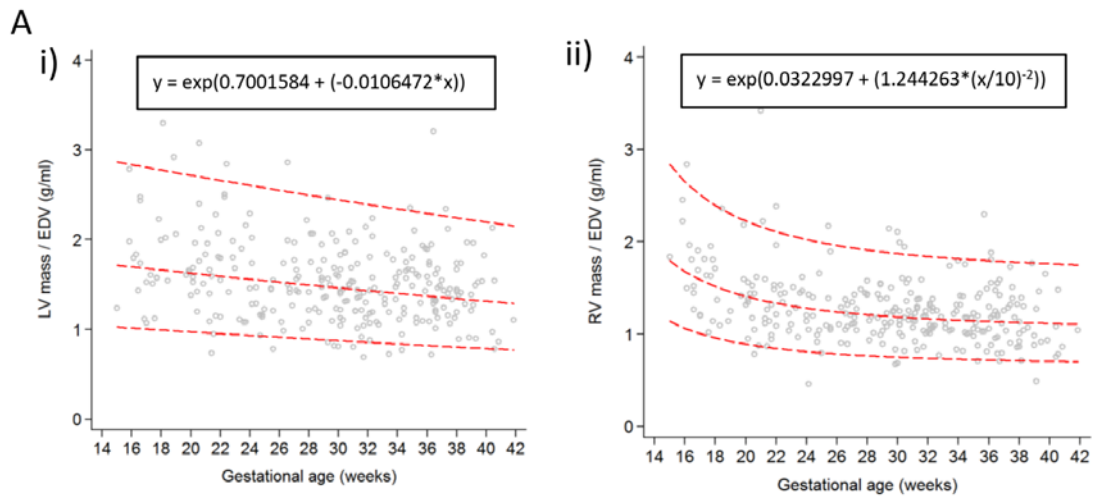 A
i)
y = exp(0.7001584 + (-0.0106472*x))
LV mass / EDV (g/ml)
4
3
2
1
0
14 16 18 20 22 24 26 28 30 32 34 36 38 40 42
Gestational age (weeks)
ii)
y = exp(0.0322997 + (1.244263*(x/10)⁻²))
RV mass / EDV (g/ml)
4
3
2
1
0
14 16 18 20 22 24 26 28 30 32 34 36 38 40 42
Gestational age (weeks)